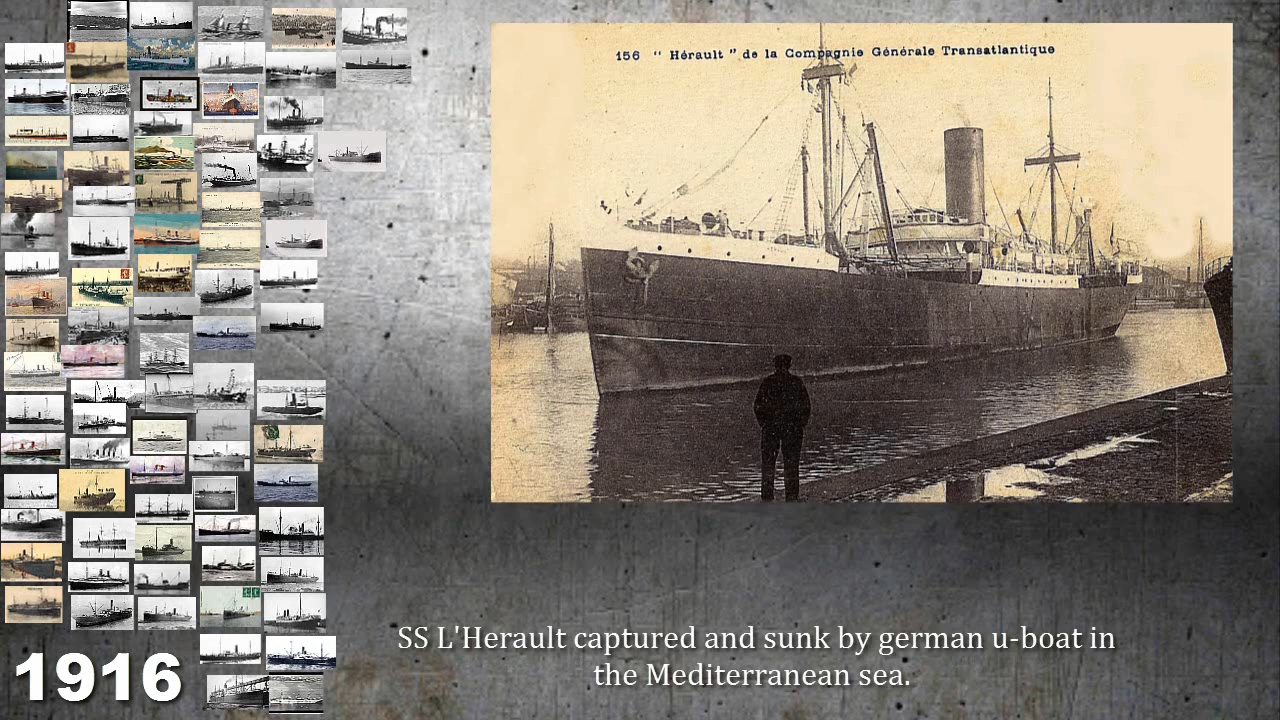 156 " Hérault " de la Compagnie Générale Transatlantique
SS L'Herault captured and sunk by german u-boat in
the Mediterranean sea.
1916